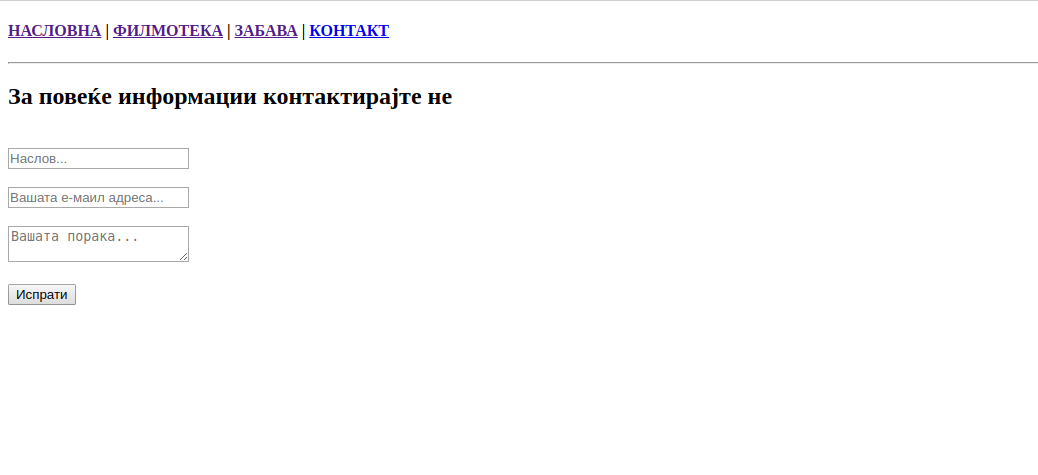 НАСЛОВНА | ФИЛМОТЕКА | ЗАБАВА | КОНТАКТ
За повеќе информации контактирајте не
Наслов...
Вашата е-маил адреса...
Вашата порака...
Испрати